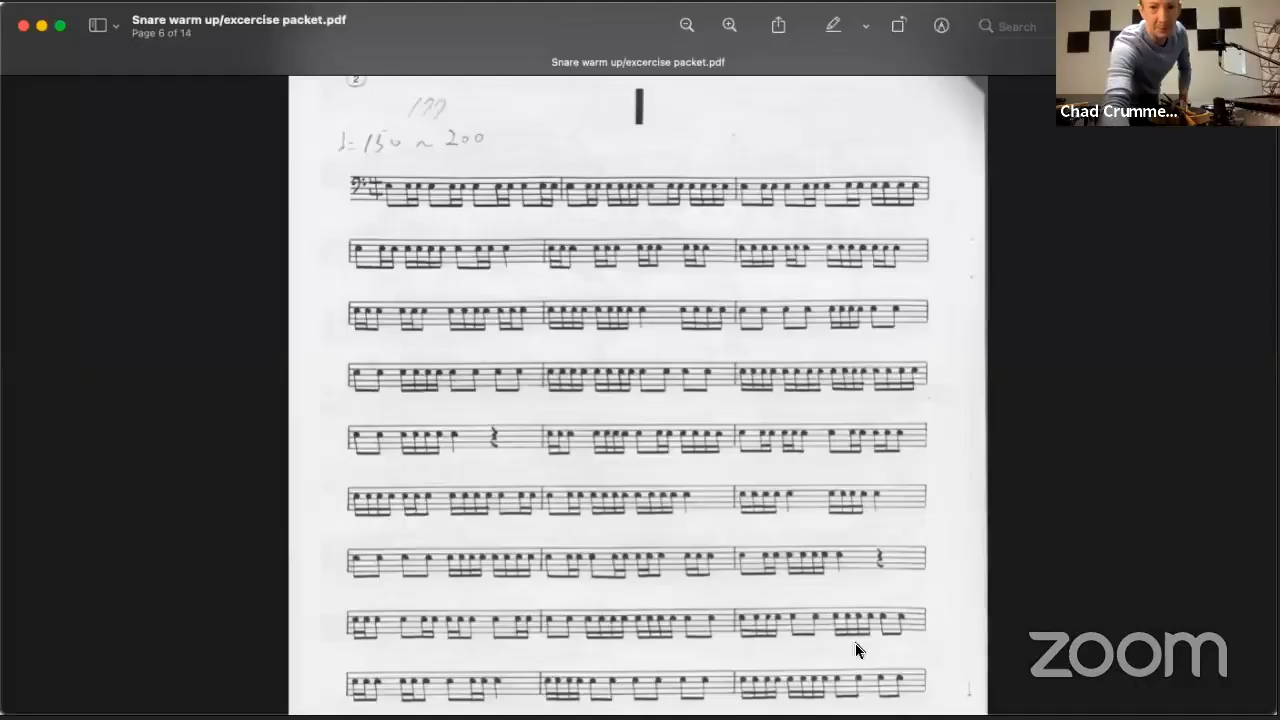 Snare warm up/excercise packet.pdf
Page 6 of 14
Search
Snare warm up/excercise packet.pdf
Chad Crumme...
2
I
♩=150 ~ 200
zoom